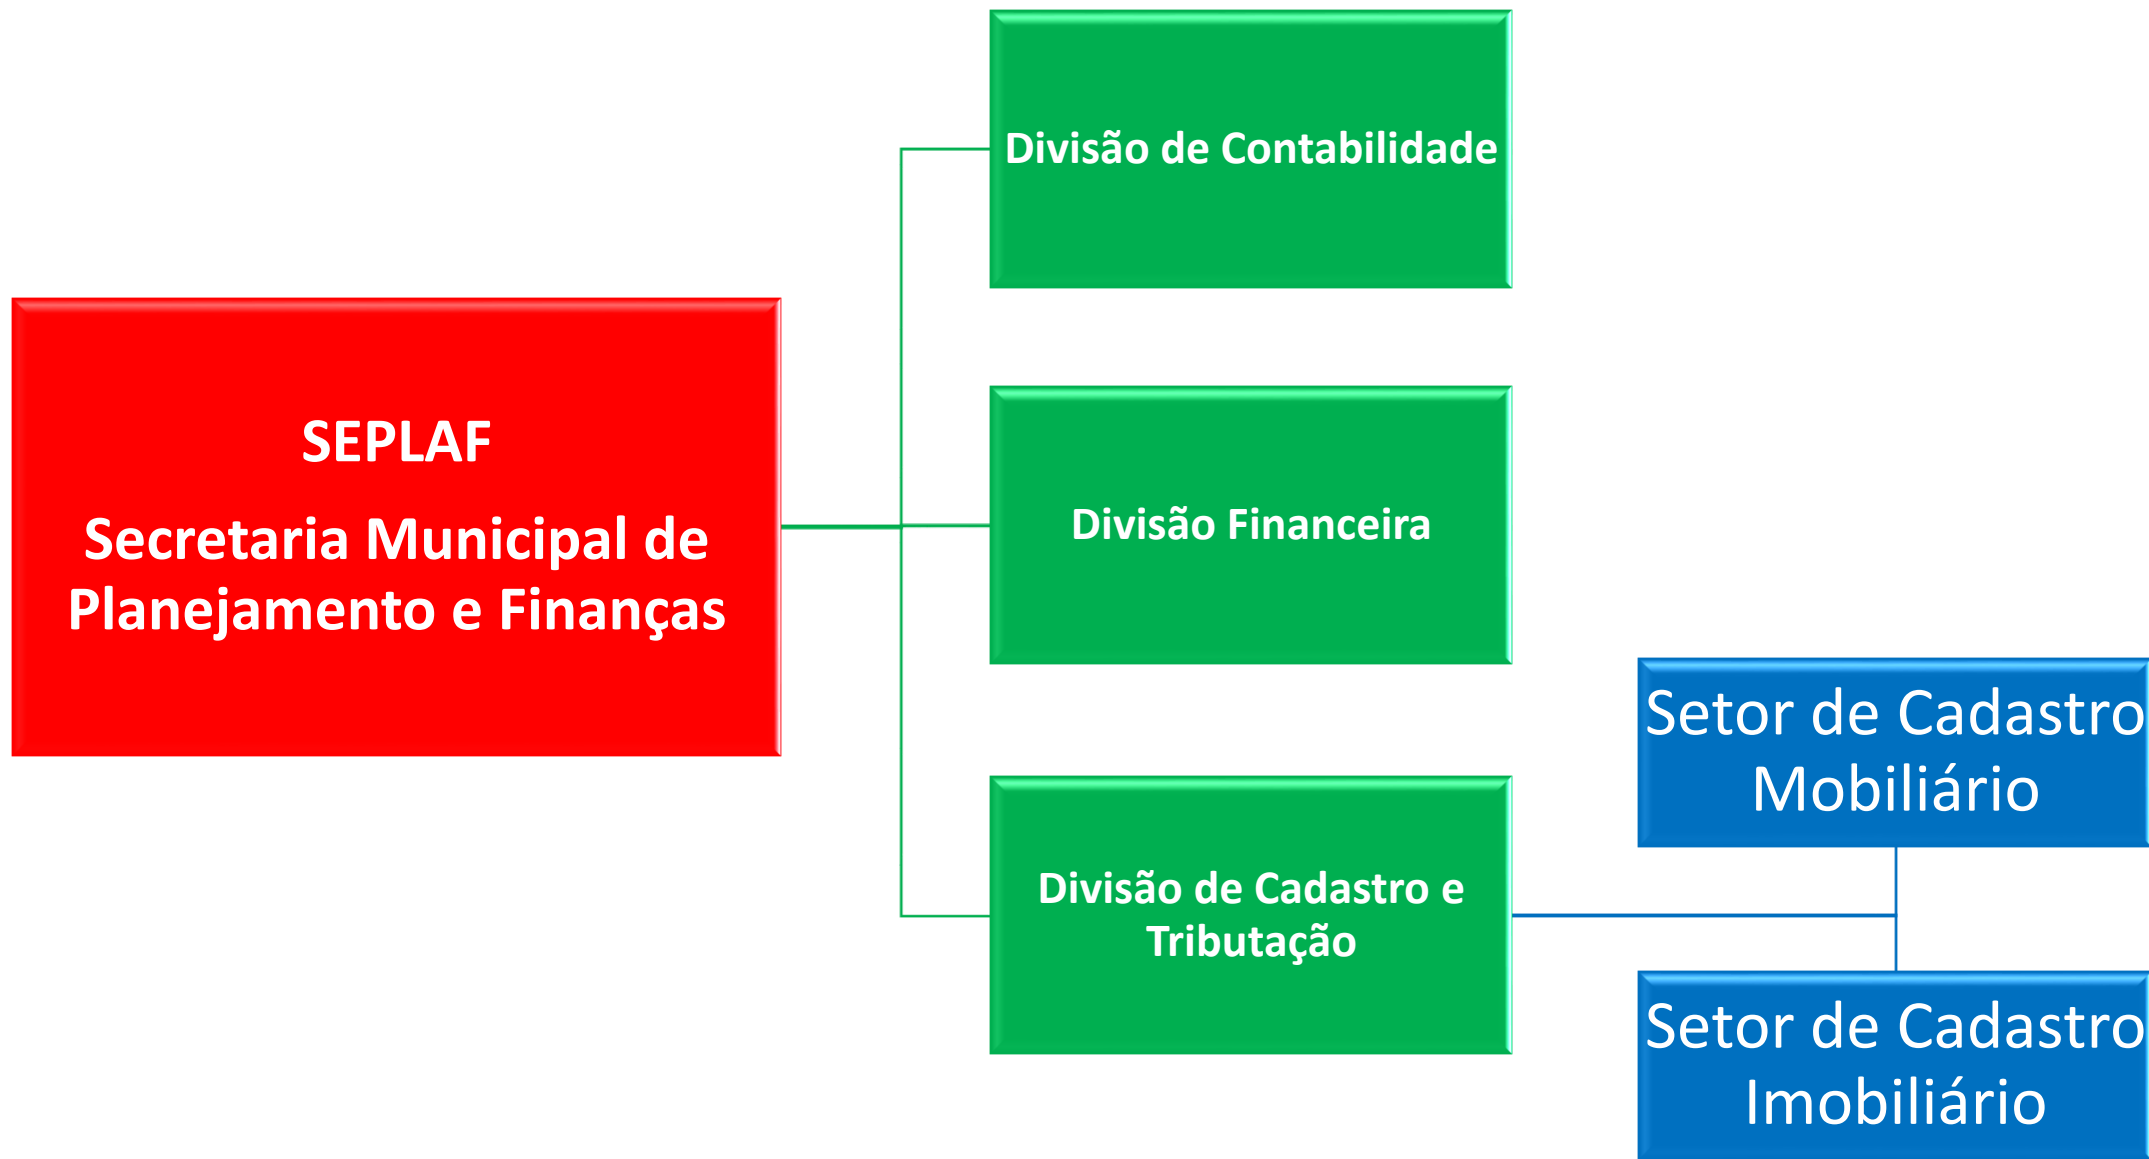 SEPLAF
Secretaria Municipal de
Planejamento e Finanças
Divisão de Contabilidade
Divisão Financeira
Divisão de Cadastro e
Tributação
Setor de Cadastro
Mobiliário
Setor de Cadastro
Imobiliário